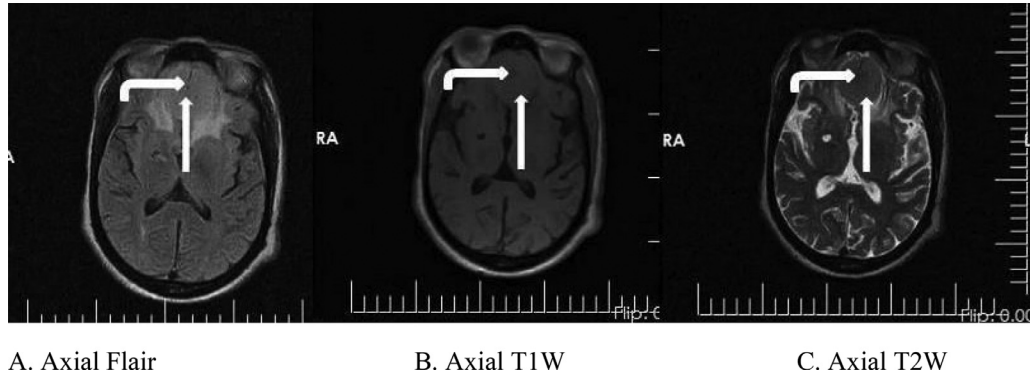 A
RA
RA
Flip: 0
Flip: 0.00
A. Axial Flair
B. Axial T1W
C. Axial T2W